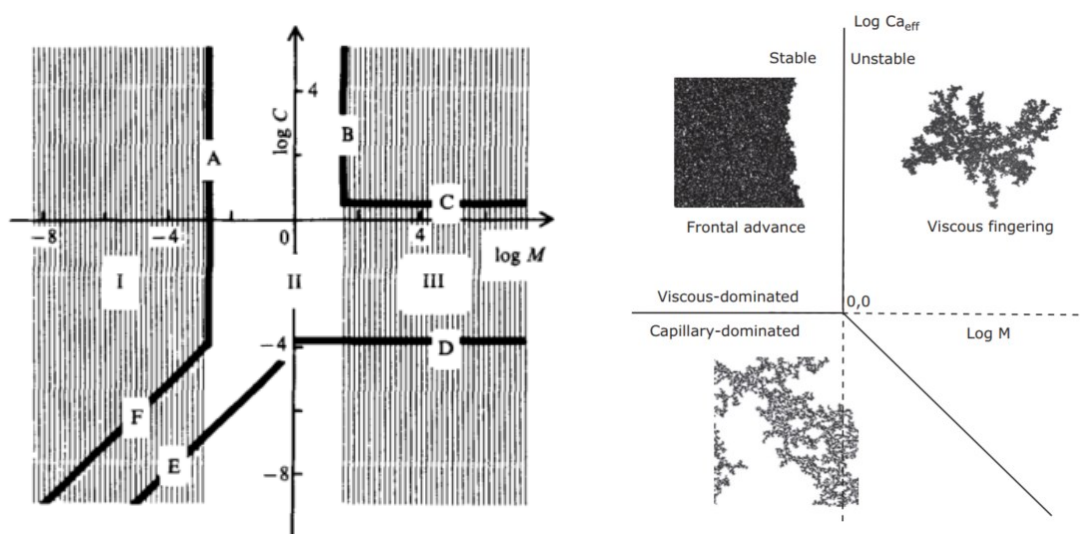 4
log C
A
B
C
−8
−4
0
4
log M
I
II
III
−4
D
F
E
−8
Log Ca_eff
Stable
Unstable
Frontal advance
Viscous fingering
Viscous-dominated
0,0
Capillary-dominated
Log M